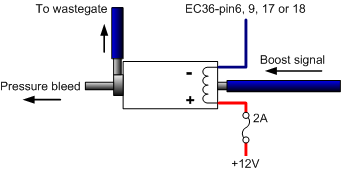 To wastegate
EC36-pin6, 9, 17 or 18
Boost signal
Pressure bleed
-
+
2A
+12V